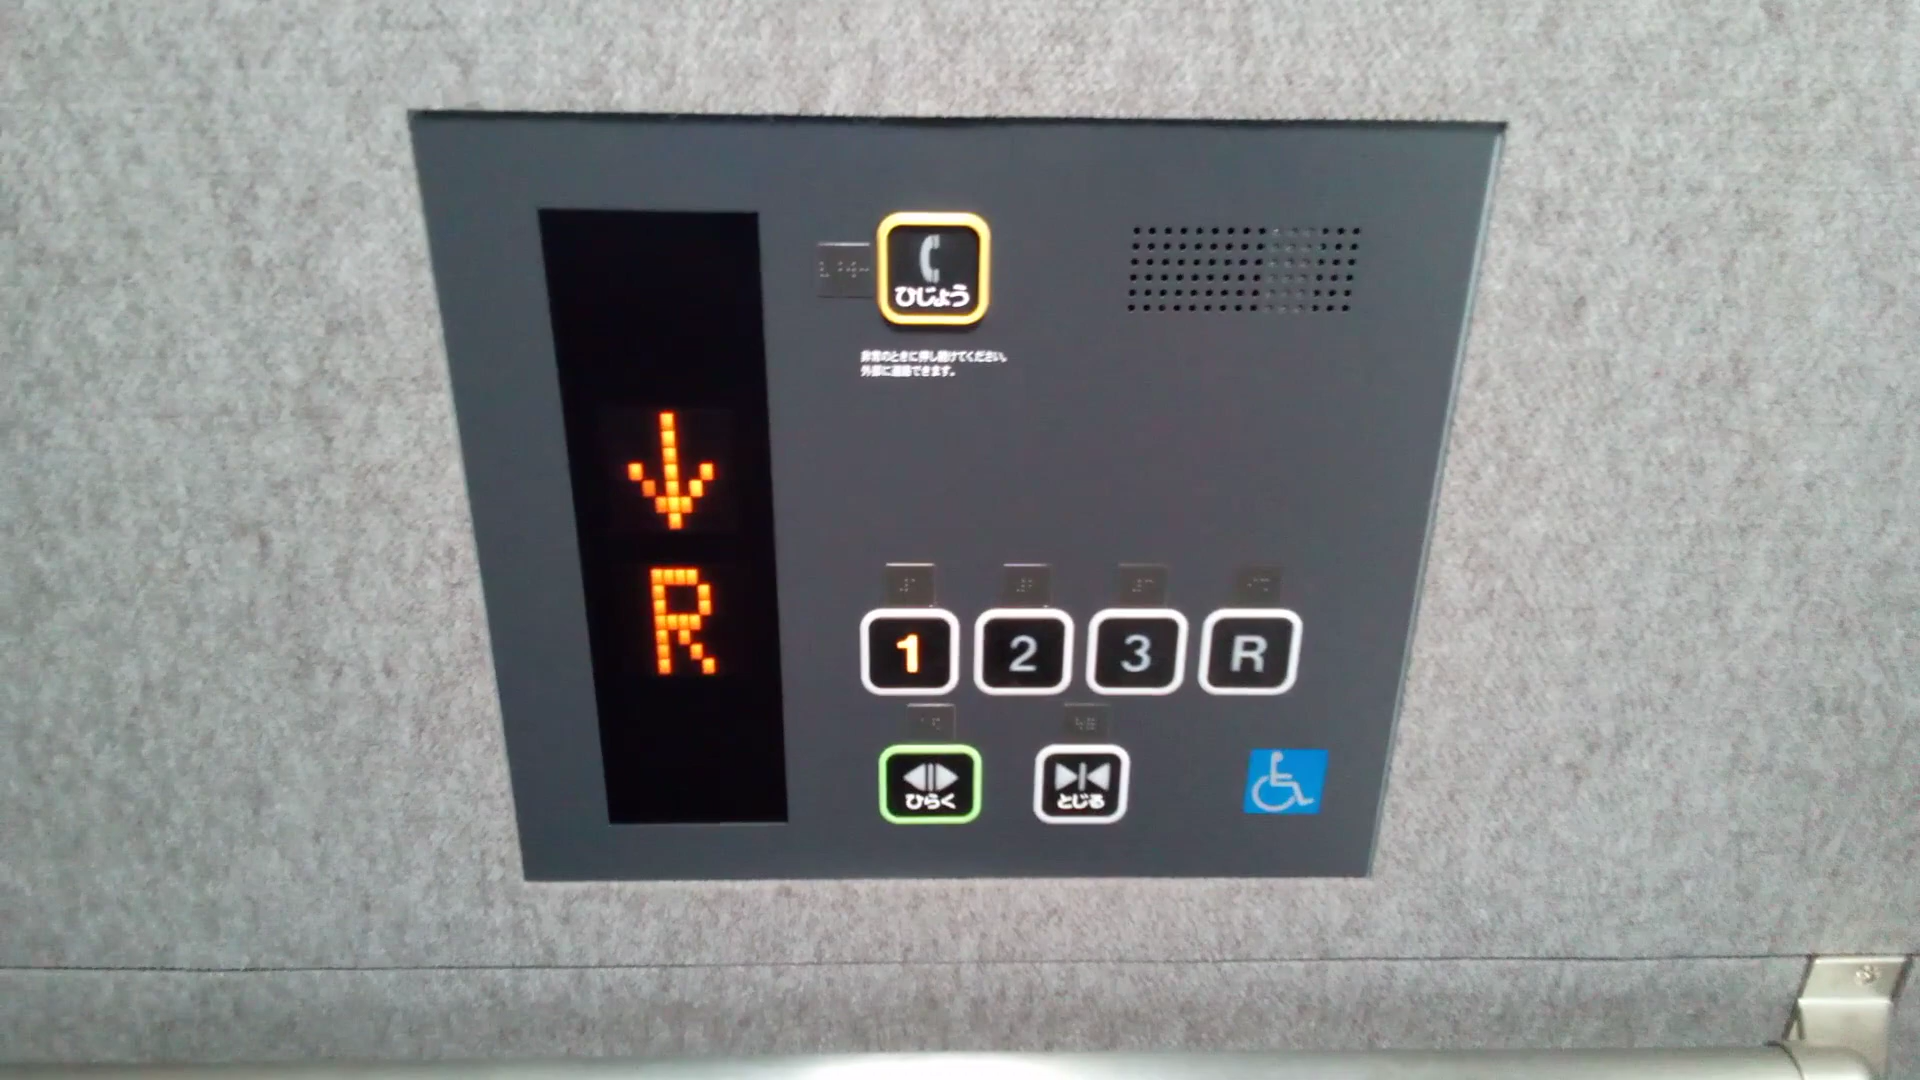 ひじょう
非常のときに押し続けてください。
外部に連絡できます。
R
1 2 3 R
ひらく とじる